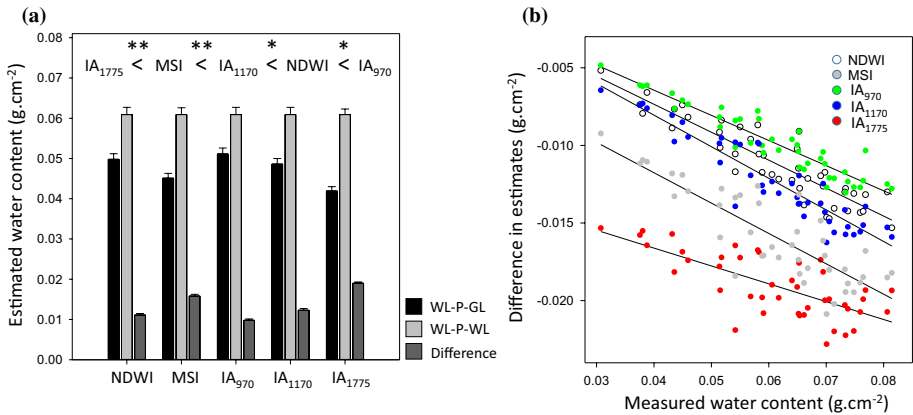 (a)
0.08
0.07
0.06
0.05
0.04
0.03
0.02
0.01
0.00
Estimated water content (g.cm-2)
** ** * *
IA1775 < MSI < IA1170 < NDWI < IA970
NDWI MSI IA970 IA1170 IA1775
WL-P-GL
WL-P-WL
Difference
(b)
-0.005
-0.010
-0.015
-0.020
Difference in estimates (g.cm-2)
NDWI
MSI
IA970
IA1170
IA1775
0.03 0.04 0.05 0.06 0.07 0.08
Measured water content (g.cm-2)